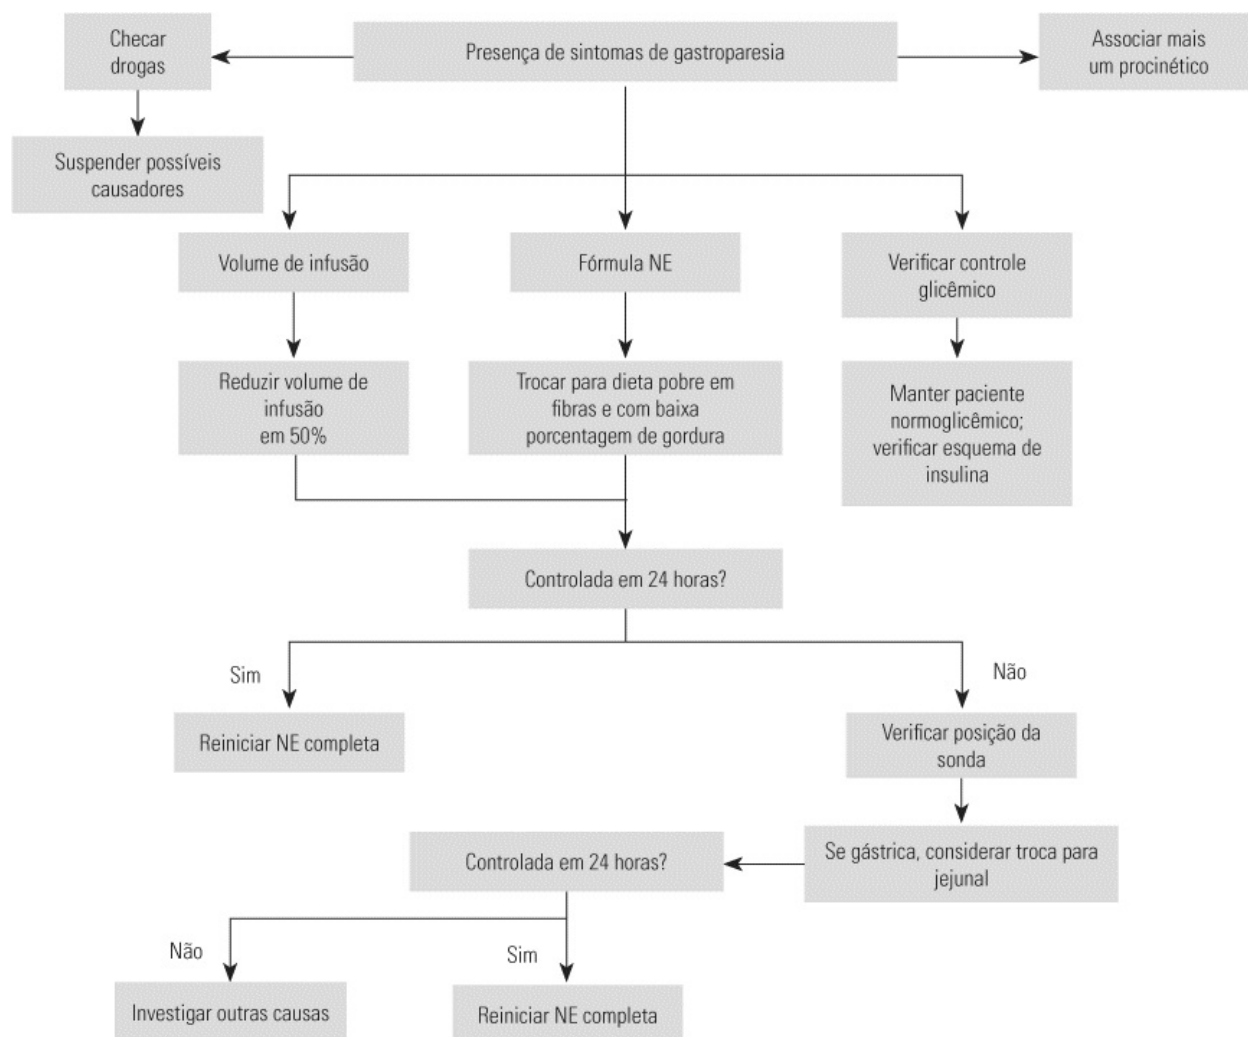 Checar
drogas
Presença de sintomas de gastroparesia
Associar mais
um procinético
Suspender possíveis
causadores
Volume de infusão
Fórmula NE
Verificar controle
glicêmico
Reduzir volume de
infusão
em 50%
Trocar para dieta pobre em
fibras e com baixa
porcentagem de gordura
Manter paciente
normoglicêmico;
verificar esquema de
insulina
Controlada em 24 horas?
Sim
Não
Reiniciar NE completa
Verificar posição da
sonda
Se gástrica, considerar troca para
jejunal
Controlada em 24 horas?
Não
Sim
Investigar outras causas
Reiniciar NE completa